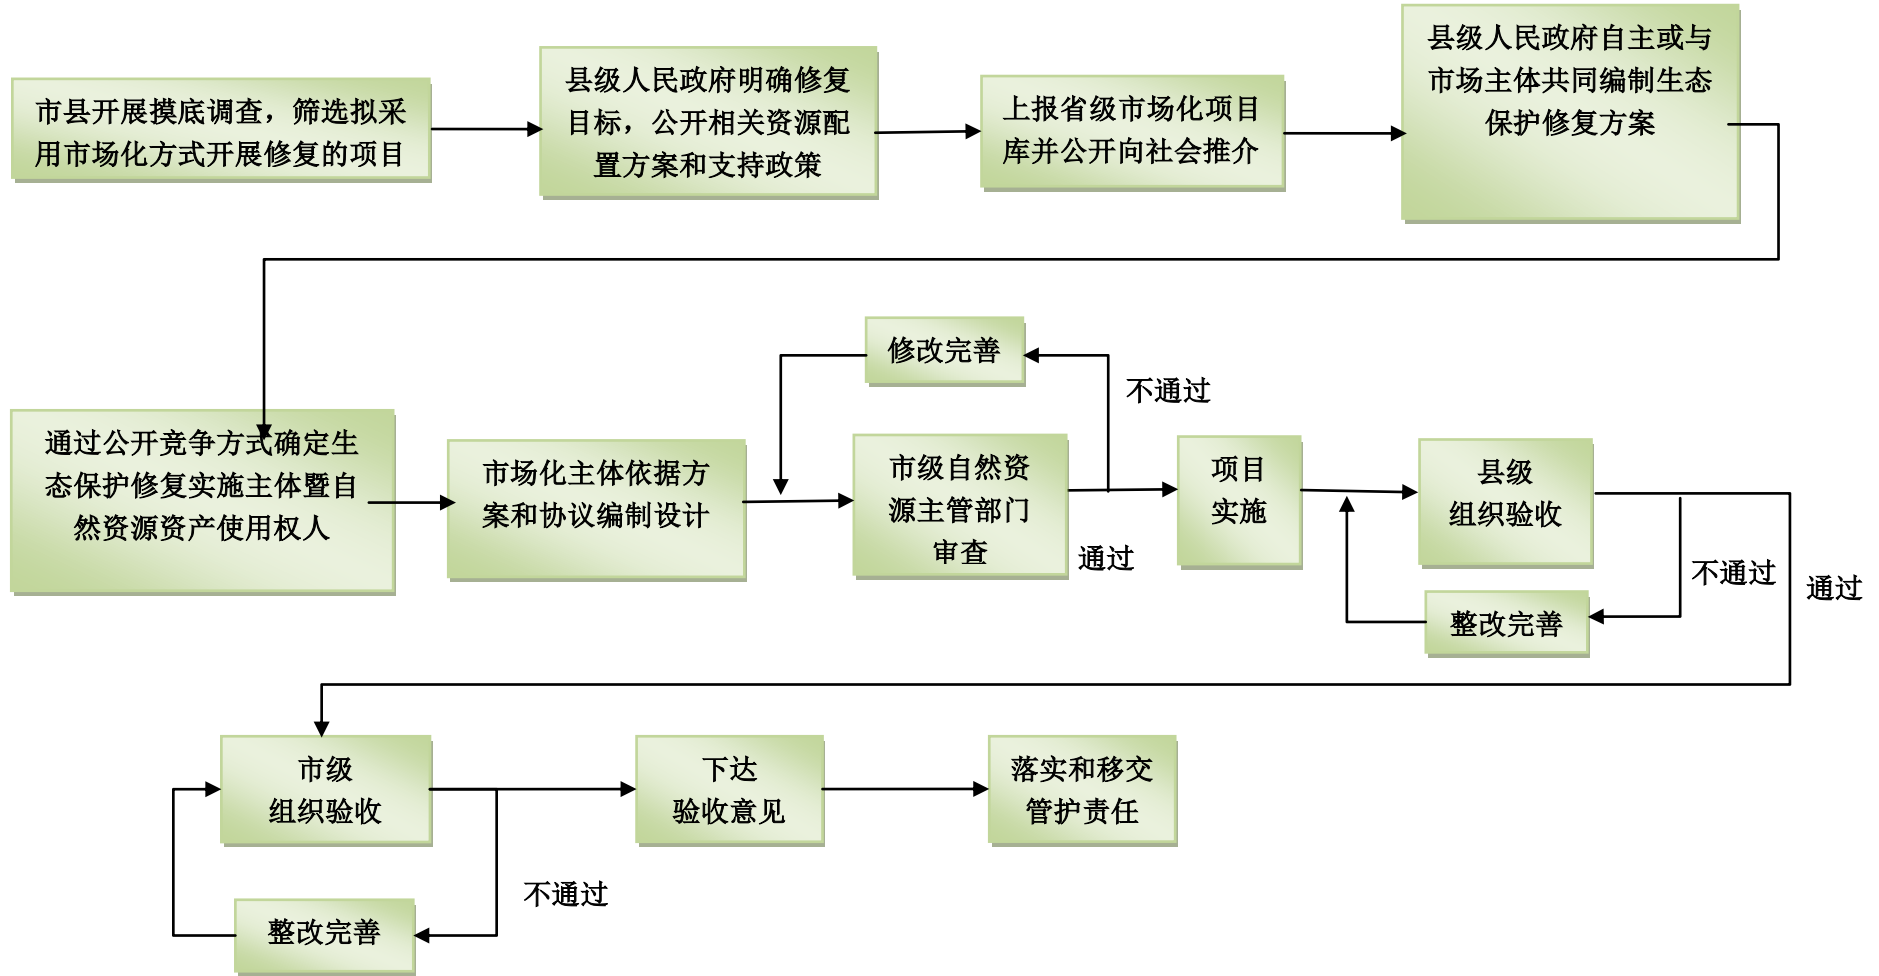 市县开展摸底调查，筛选拟采
用市场化方式开展修复的项目
县级人民政府明确修复
目标，公开相关资源配
置方案和支持政策
上报省级市场化项目
库并公开向社会推介
县级人民政府自主或与
市场主体共同编制生态
保护修复方案
通过公开竞争方式确定生
态保护修复实施主体暨自
然资源资产使用权人
市场化主体依据方
案和协议编制设计
修改完善
不通过
市级自然资
源主管部门
审查
通过
项目
实施
县级
组织验收
不通过
通过
整改完善
市级
组织验收
不通过
整改完善
下达
验收意见
落实和移交
管护责任